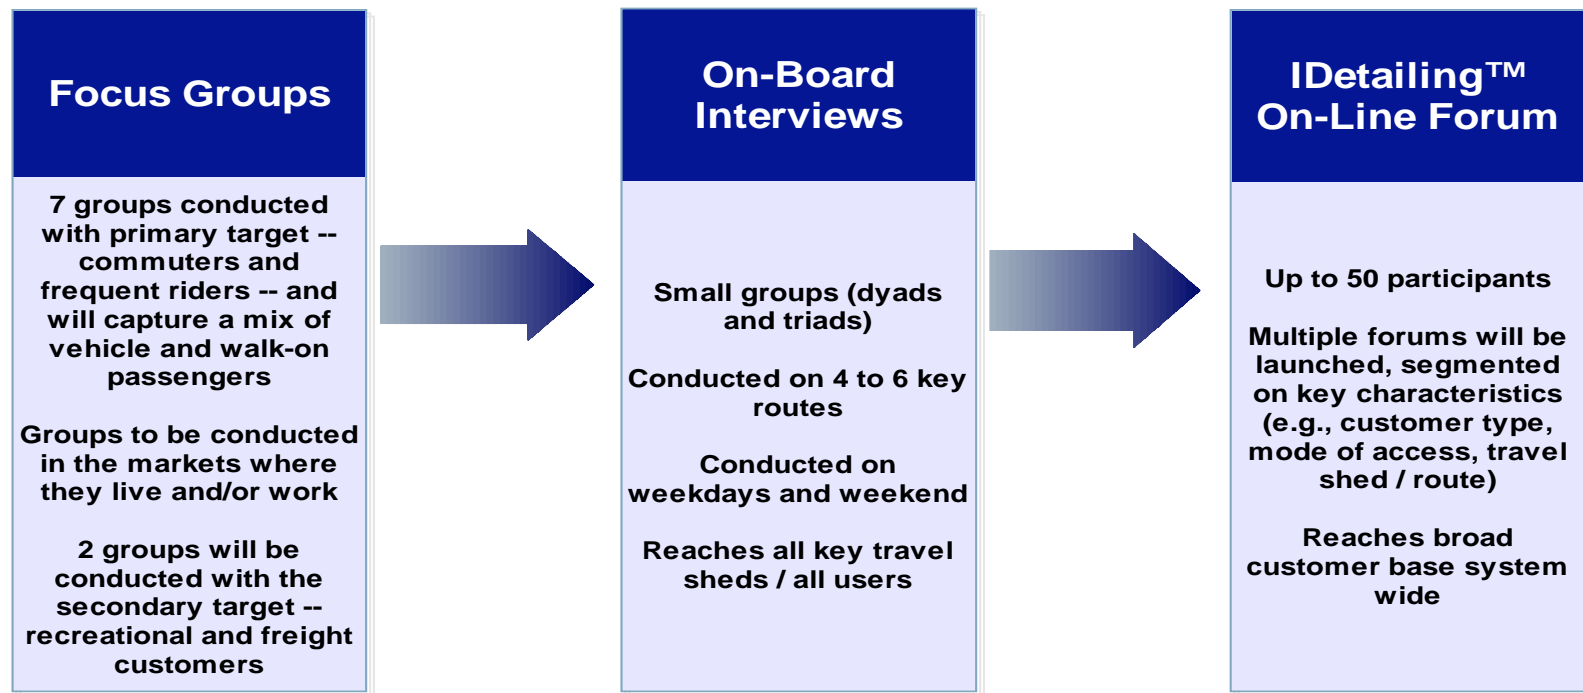 Focus Groups
7 groups conducted
with primary target --
commuters and
frequent riders -- and
will capture a mix of
vehicle and walk-on
passengers
Groups to be conducted
in the markets where
they live and/or work
2 groups will be
conducted with the
secondary target --
recreational and freight
customers
On-Board
Interviews
Small groups (dyads
and triads)
Conducted on 4 to 6 key
routes
Conducted on
weekdays and weekend
Reaches all key travel
sheds / all users
IDetailing™
On-Line Forum
Up to 50 participants
Multiple forums will be
launched, segmented
on key characteristics
(e.g., customer type,
mode of access, travel
shed / route)
Reaches broad
customer base system
wide